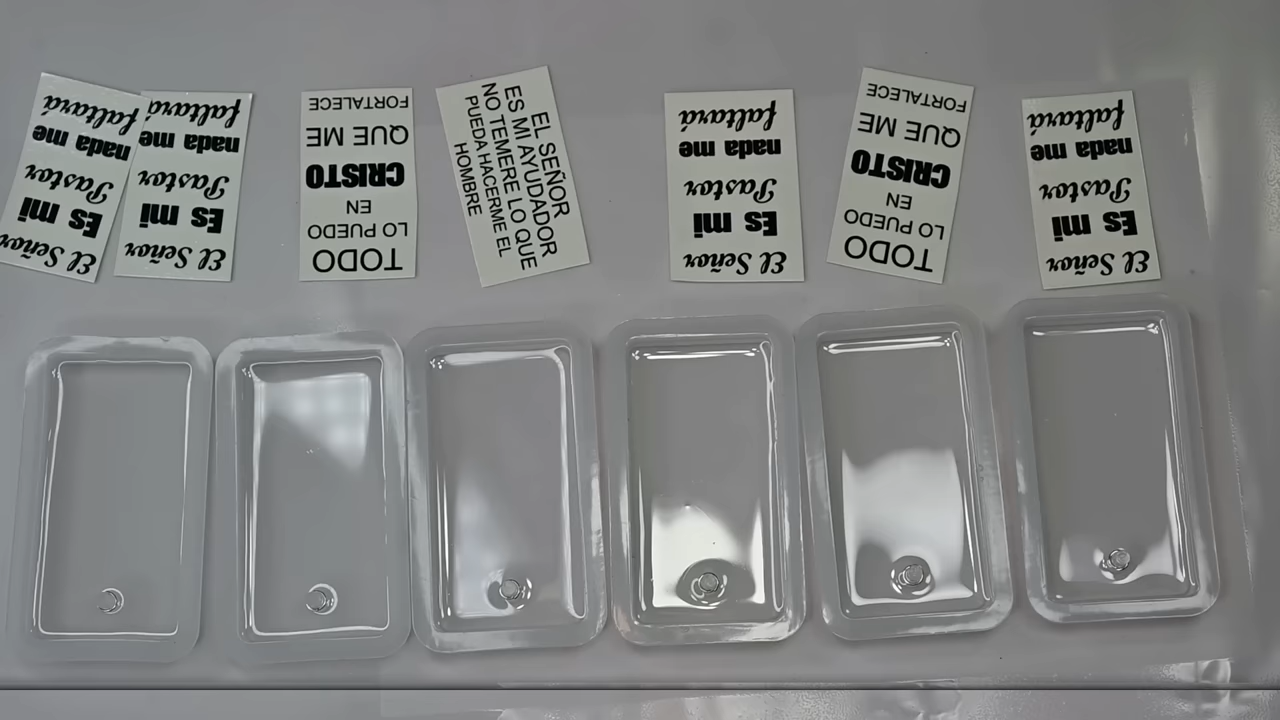 El Señor
Es mi
Pastor
nada me
faltará
El Señor
Es mi
Pastor
nada me
faltará
TODO
LO PUEDO
EN
CRISTO
QUE ME
FORTALECE
EL SEÑOR
ES MI AYUDADOR
NO TEMERE LO QUE
PUEDA HACERME EL
HOMBRE
El Señor
Es mi
Pastor
nada me
faltará
TODO
LO PUEDO
EN
CRISTO
QUE ME
FORTALECE
El Señor
Es mi
Pastor
nada me
faltará